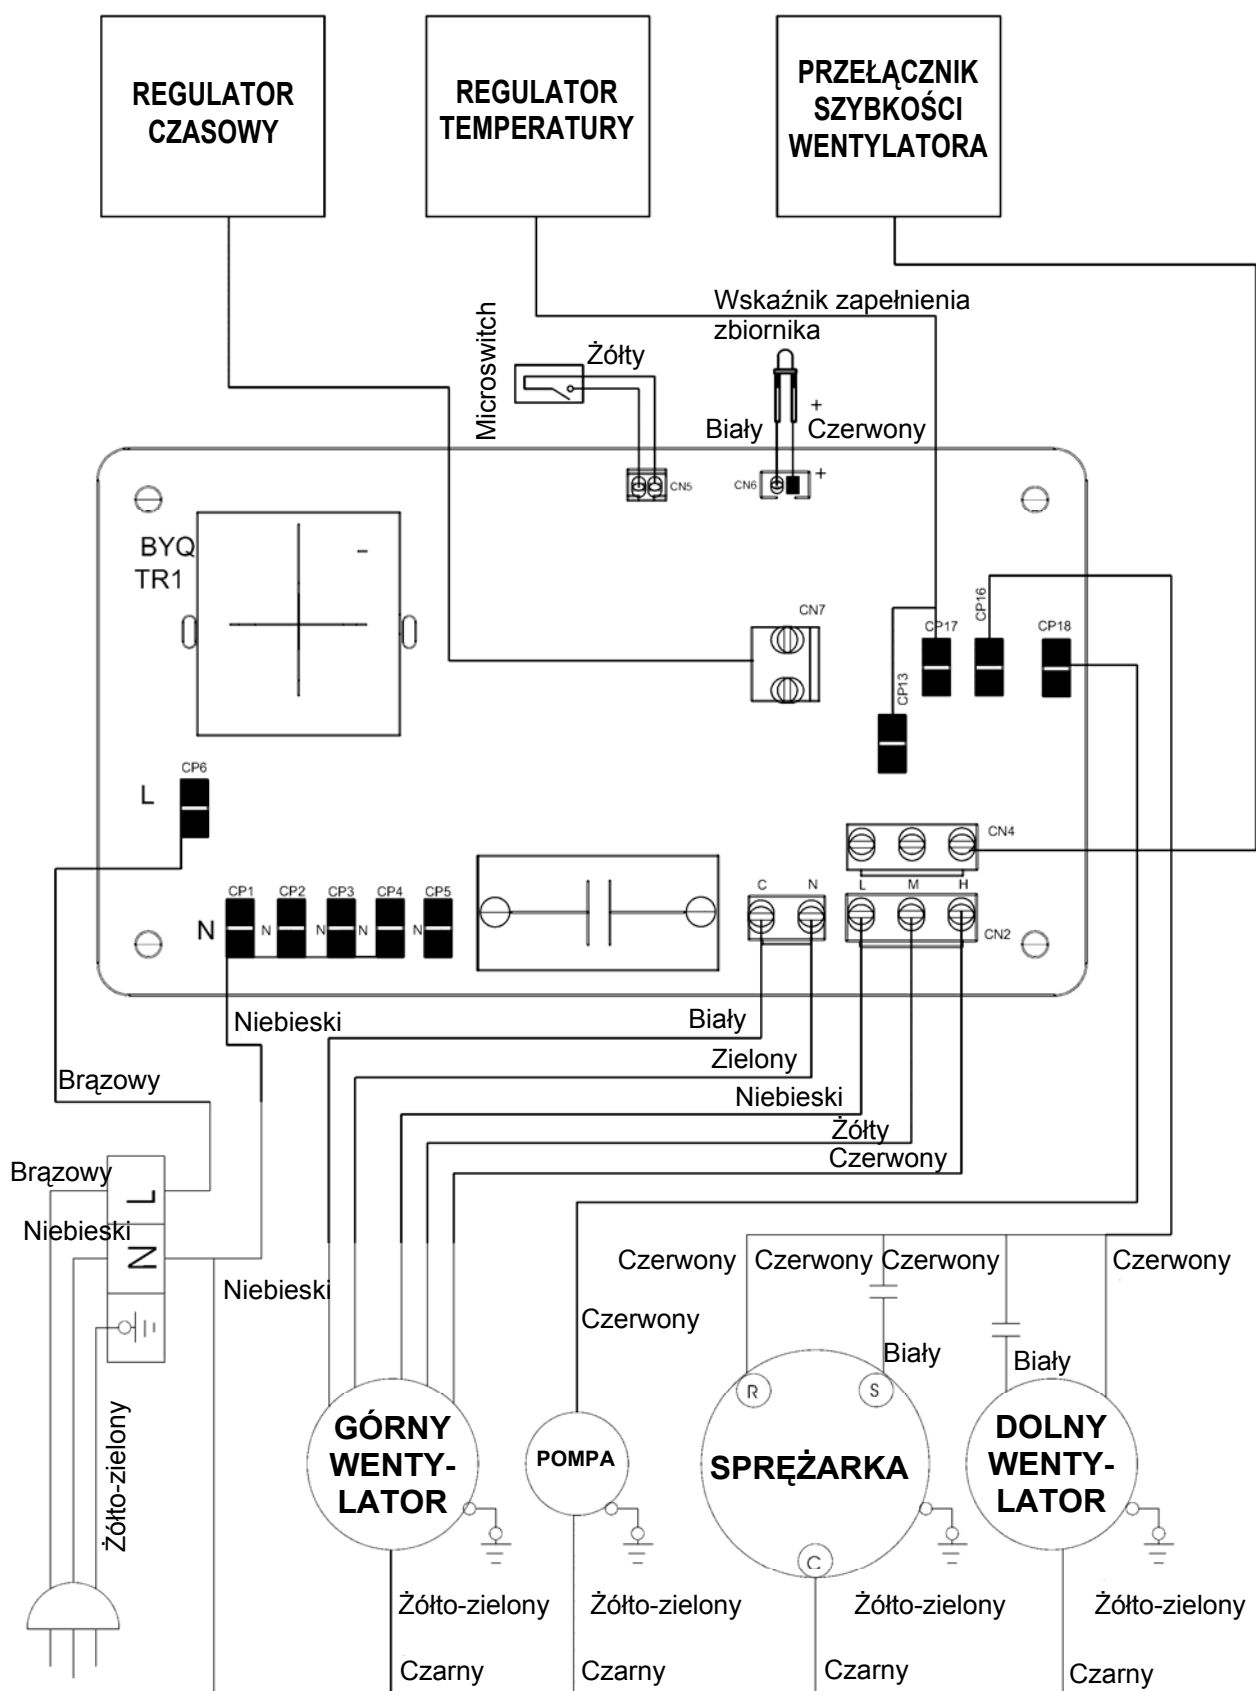 REGULATOR
CZASOWY
REGULATOR
TEMPERATURY
PRZEŁĄCZNIK
SZYBKOŚCI
WENTYLATORA
Wskaźnik zapełnienia
zbiornika
Microswitch
Żółty
+
Biały
Czerwony
CN5
CN6
+
BYQ
TR1
-
CN7
CP17
CP16
CP18
CP13
CP6
L
CN4
CP1
CP2
CP3
CP4
CP5
C
N
L
M
H
N
N
N
N
N
CN2
Niebieski
Biały
Zielony
Brązowy
Niebieski
Żółty
Czerwony
Brązowy
L
Niebieski
N
Niebieski
Czerwony
Czerwony
Czerwony
Czerwony
Czerwony
Biały
Biały
R
S
GÓRNY
WENTY-
LATOR
POMPA
SPRĘŻARKA
DOLNY
WENTY-
LATOR
C
Żółto-zielony
Żółto-zielony
Żółto-zielony
Żółto-zielony
Żółto-zielony
Czarny
Czarny
Czarny
Czarny